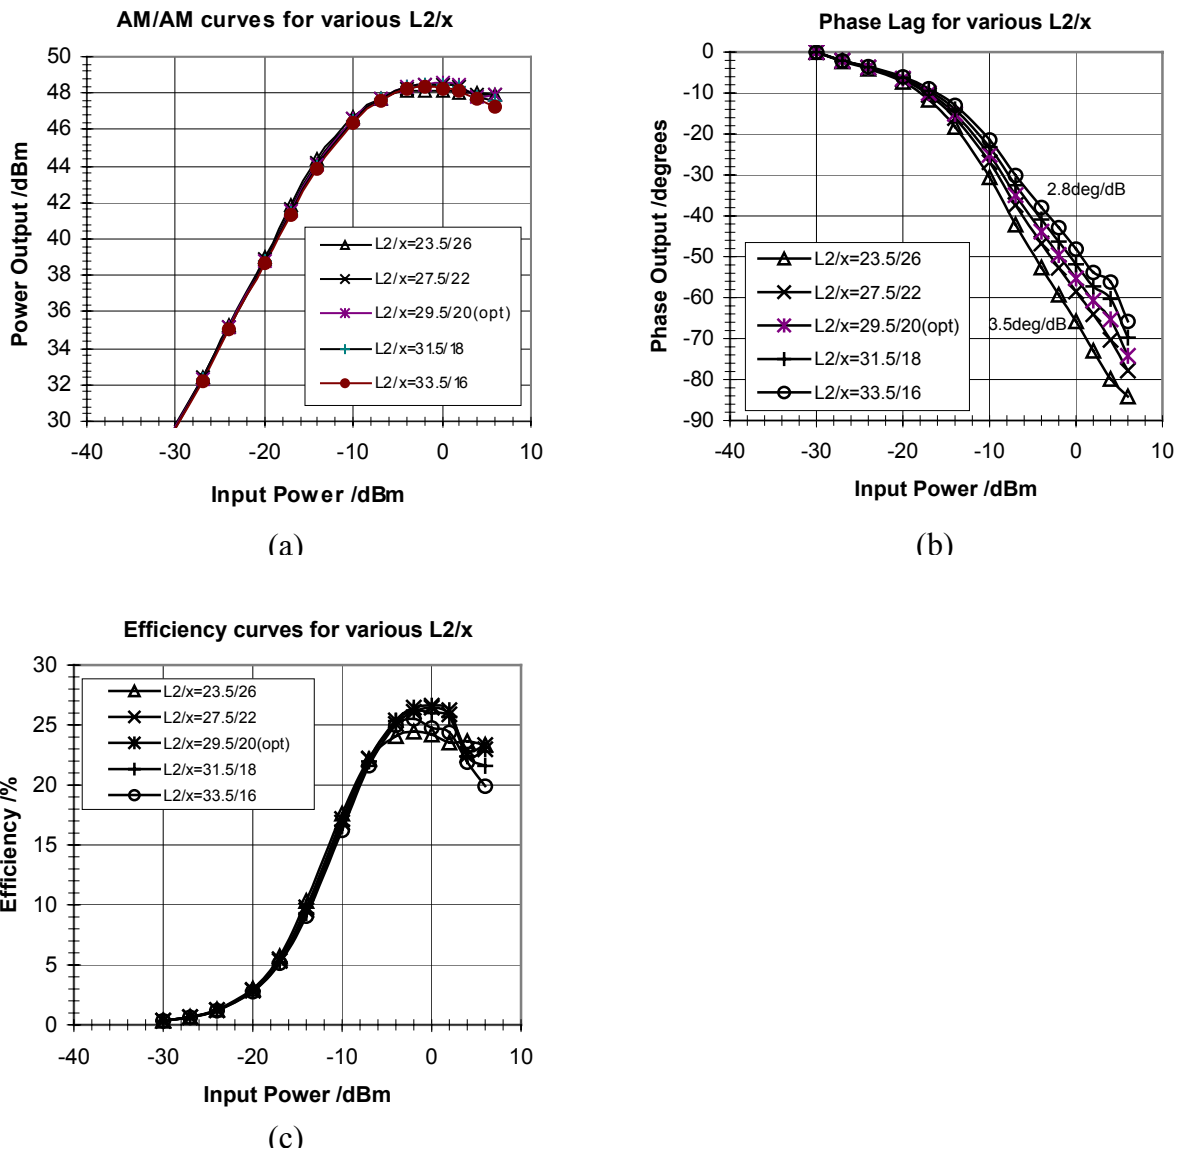 AM/AM curves for various L2/x
50
48
46
44
42
40
38
36
34
32
30
-40 -30 -20 -10 0 10
Power Output /dBm
Input Power /dBm
L2/x=23.5/26
L2/x=27.5/22
L2/x=29.5/20(opt)
L2/x=31.5/18
L2/x=33.5/16
(a)
Phase Lag for various L2/x
0
-10
-20
-30
-40
-50
-60
-70
-80
-90
-40 -30 -20 -10 0 10
Phase Output /degrees
Input Power /dBm
2.8deg/dB
3.5deg/dB
L2/x=23.5/26
L2/x=27.5/22
L2/x=29.5/20(opt)
L2/x=31.5/18
L2/x=33.5/16
(b)
Efficiency curves for various L2/x
30
25
20
15
10
5
0
-40 -30 -20 -10 0 10
Efficiency /%
Input Power /dBm
L2/x=23.5/26
L2/x=27.5/22
L2/x=29.5/20(opt)
L2/x=31.5/18
L2/x=33.5/16
(c)